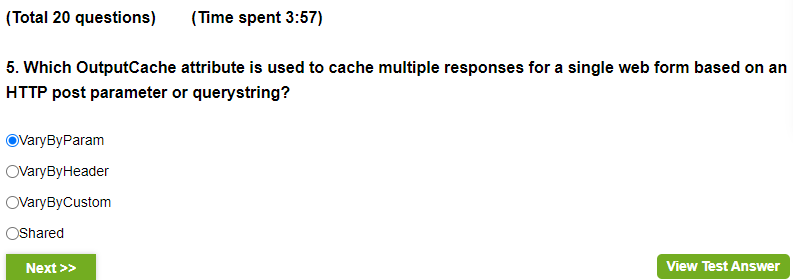 (Total 20 questions) (Time spent 3:57)
5. Which OutputCache attribute is used to cache multiple responses for a single web form based on an
HTTP post parameter or querystring?
VaryByParam
VaryByHeader
VaryByCustom
Shared
Next >> View Test Answer